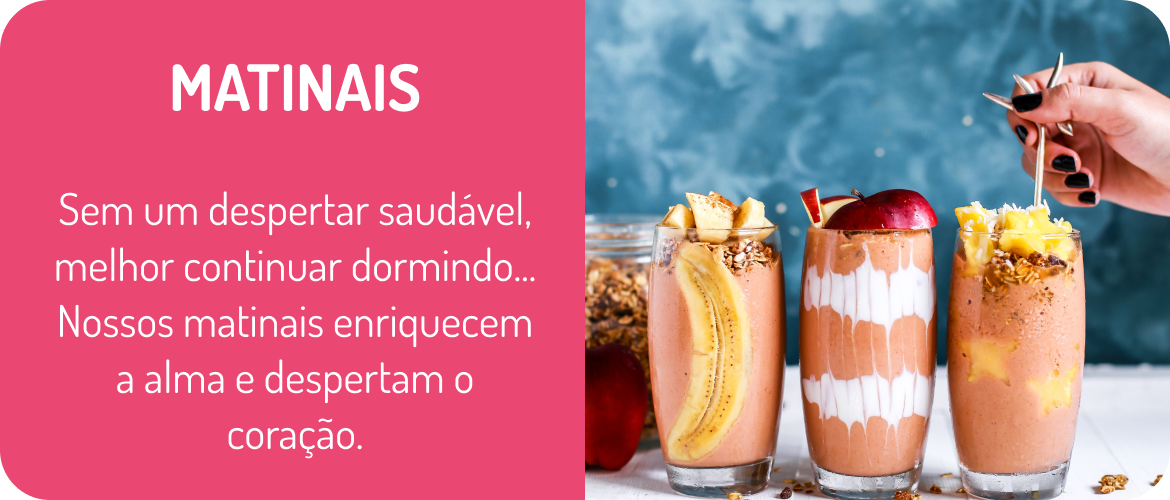 MATINAIS
Sem um despertar saudável,
melhor continuar dormindo...
Nossos matinais enriquecem
a alma e despertam o
coração.